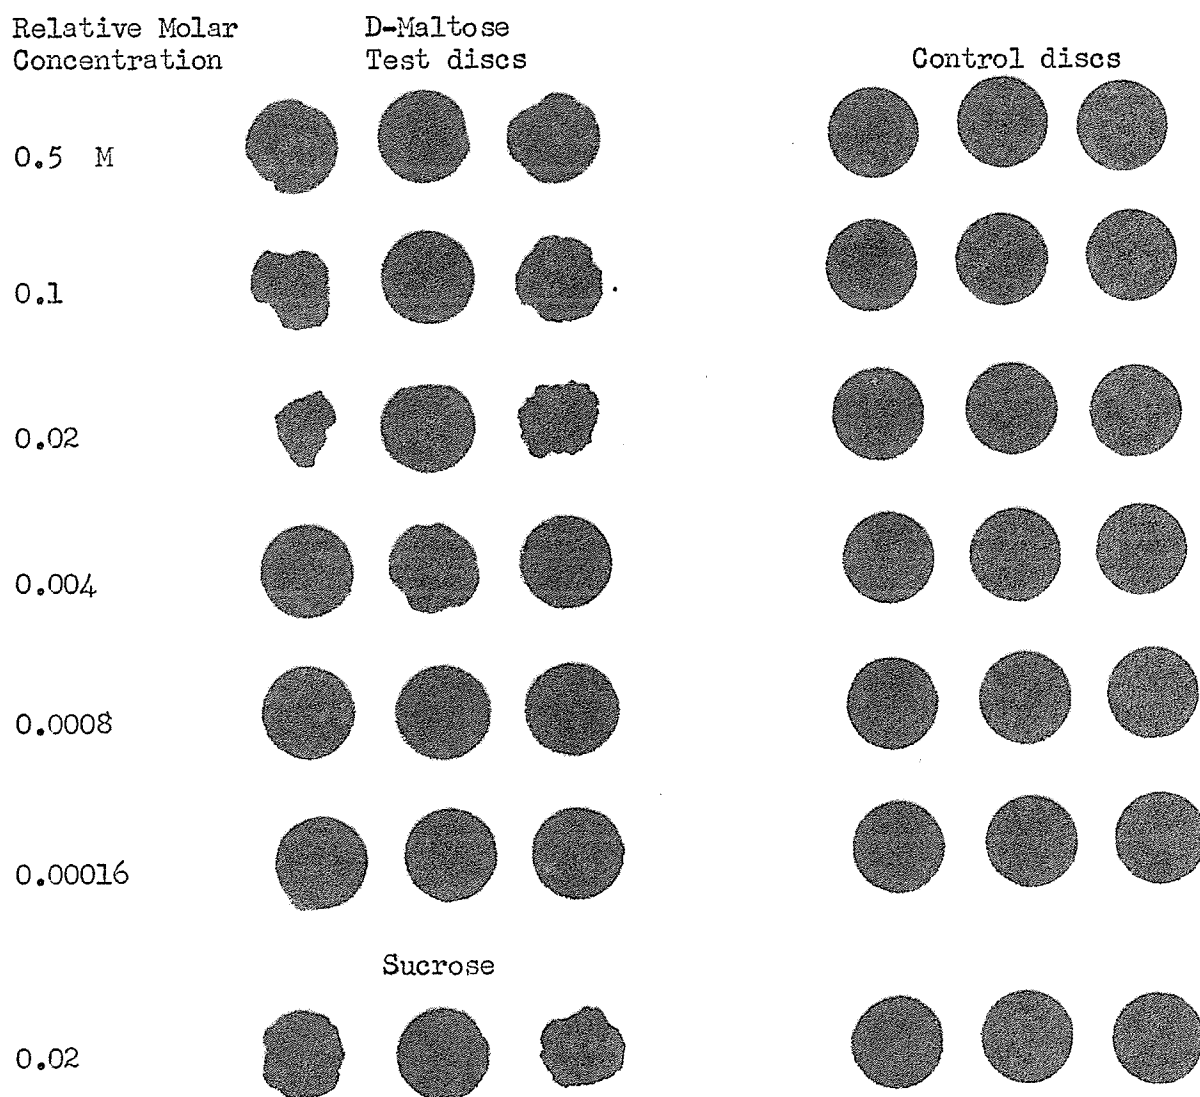 Relative Molar
Concentration
D-Maltose
Test discs
Control discs
0.5 M
0.1
0.02
0.004
0.0008
0.00016
Sucrose
0.02